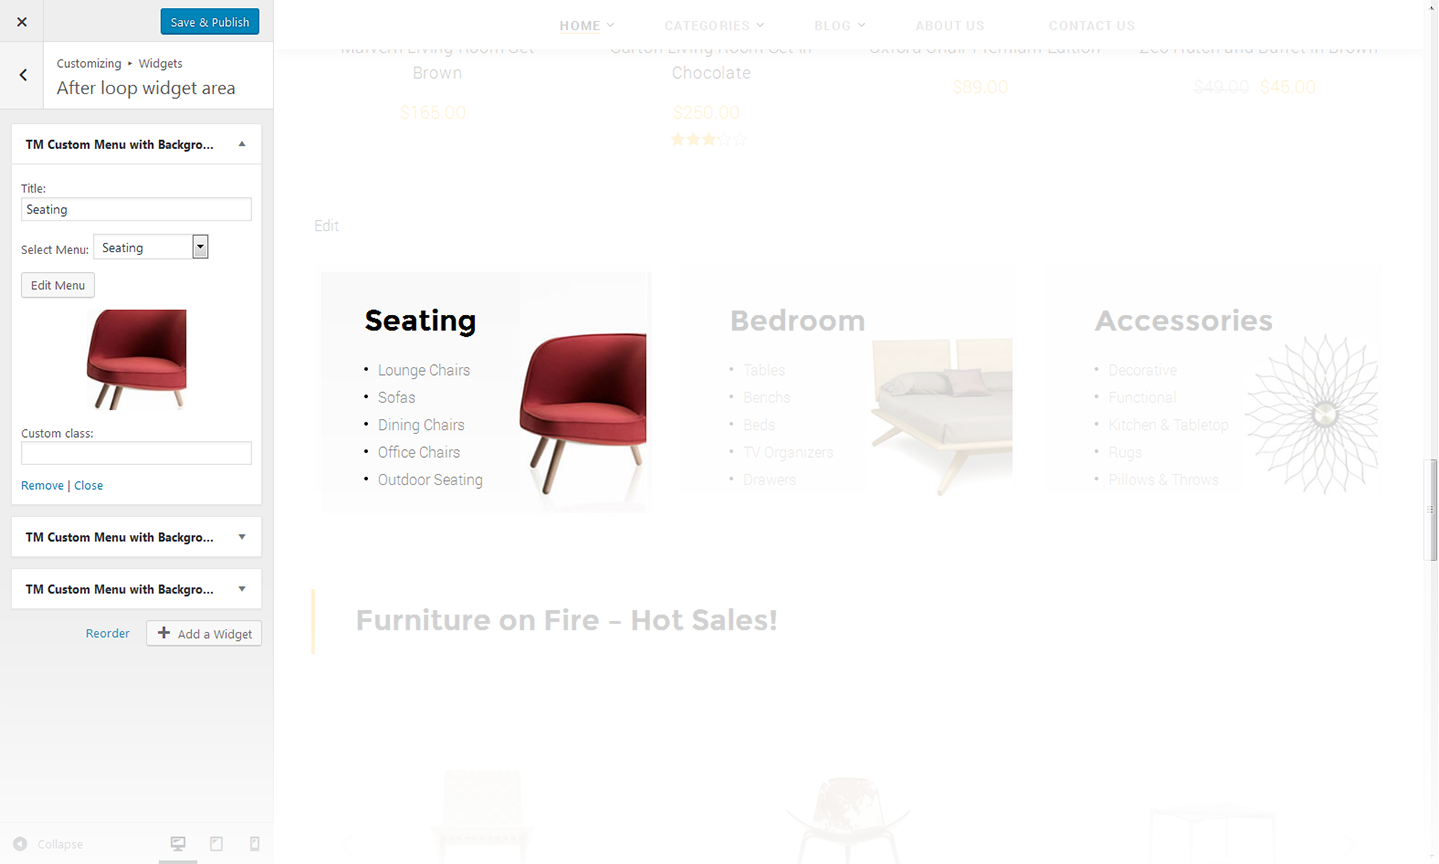 Save & Publish
Customizing ▸ Widgets
After loop widget area
TM Custom Menu with Backgro...
Title:
Seating
Select Menu: Seating
Edit Menu
Custom class:
Remove | Close
TM Custom Menu with Backgro...
TM Custom Menu with Backgro...
Reorder
Add a Widget
Collapse
HOME CATEGORIES BLOG ABOUT US CONTACT US
Malvern Living Room Set
Brown
$165.00
Living Room Set in
Chocolate
$250.00
Oxford Chair Premium Edition
$89.00
Zeo Hutch and Buffet in Brown
$49.00 $45.00
Edit
Seating
• Lounge Chairs
• Sofas
• Dining Chairs
• Office Chairs
• Outdoor Seating
Bedroom
• Tables
• Benchs
• Beds
• TV Organizers
• Drawers
Accessories
• Decorative
• Functional
• Kitchen & Tabletop
• Rugs
• Pillows & Throws
Furniture on Fire – Hot Sales!